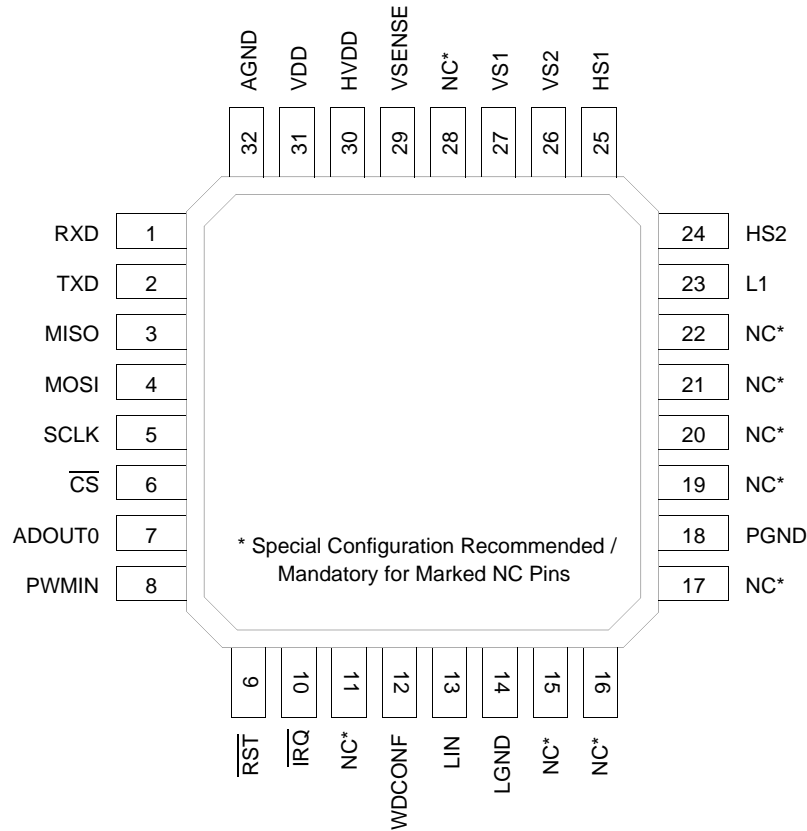 AGND
VDD
HVDD
VSENSE
NC*
VS1
VS2
HS1
32
31
30
29
28
27
26
25
RXD 1
24 HS2
TXD 2
23 L1
MISO 3
22 NC*
MOSI 4
21 NC*
SCLK 5
20 NC*
CS 6
19 NC*
ADOUT0 7
18 PGND
PWMIN 8
17 NC*
* Special Configuration Recommended /
Mandatory for Marked NC Pins
9
10
11
12
13
14
15
16
RST
IRQ
NC*
WDCONF
LIN
LGND
NC*
NC*